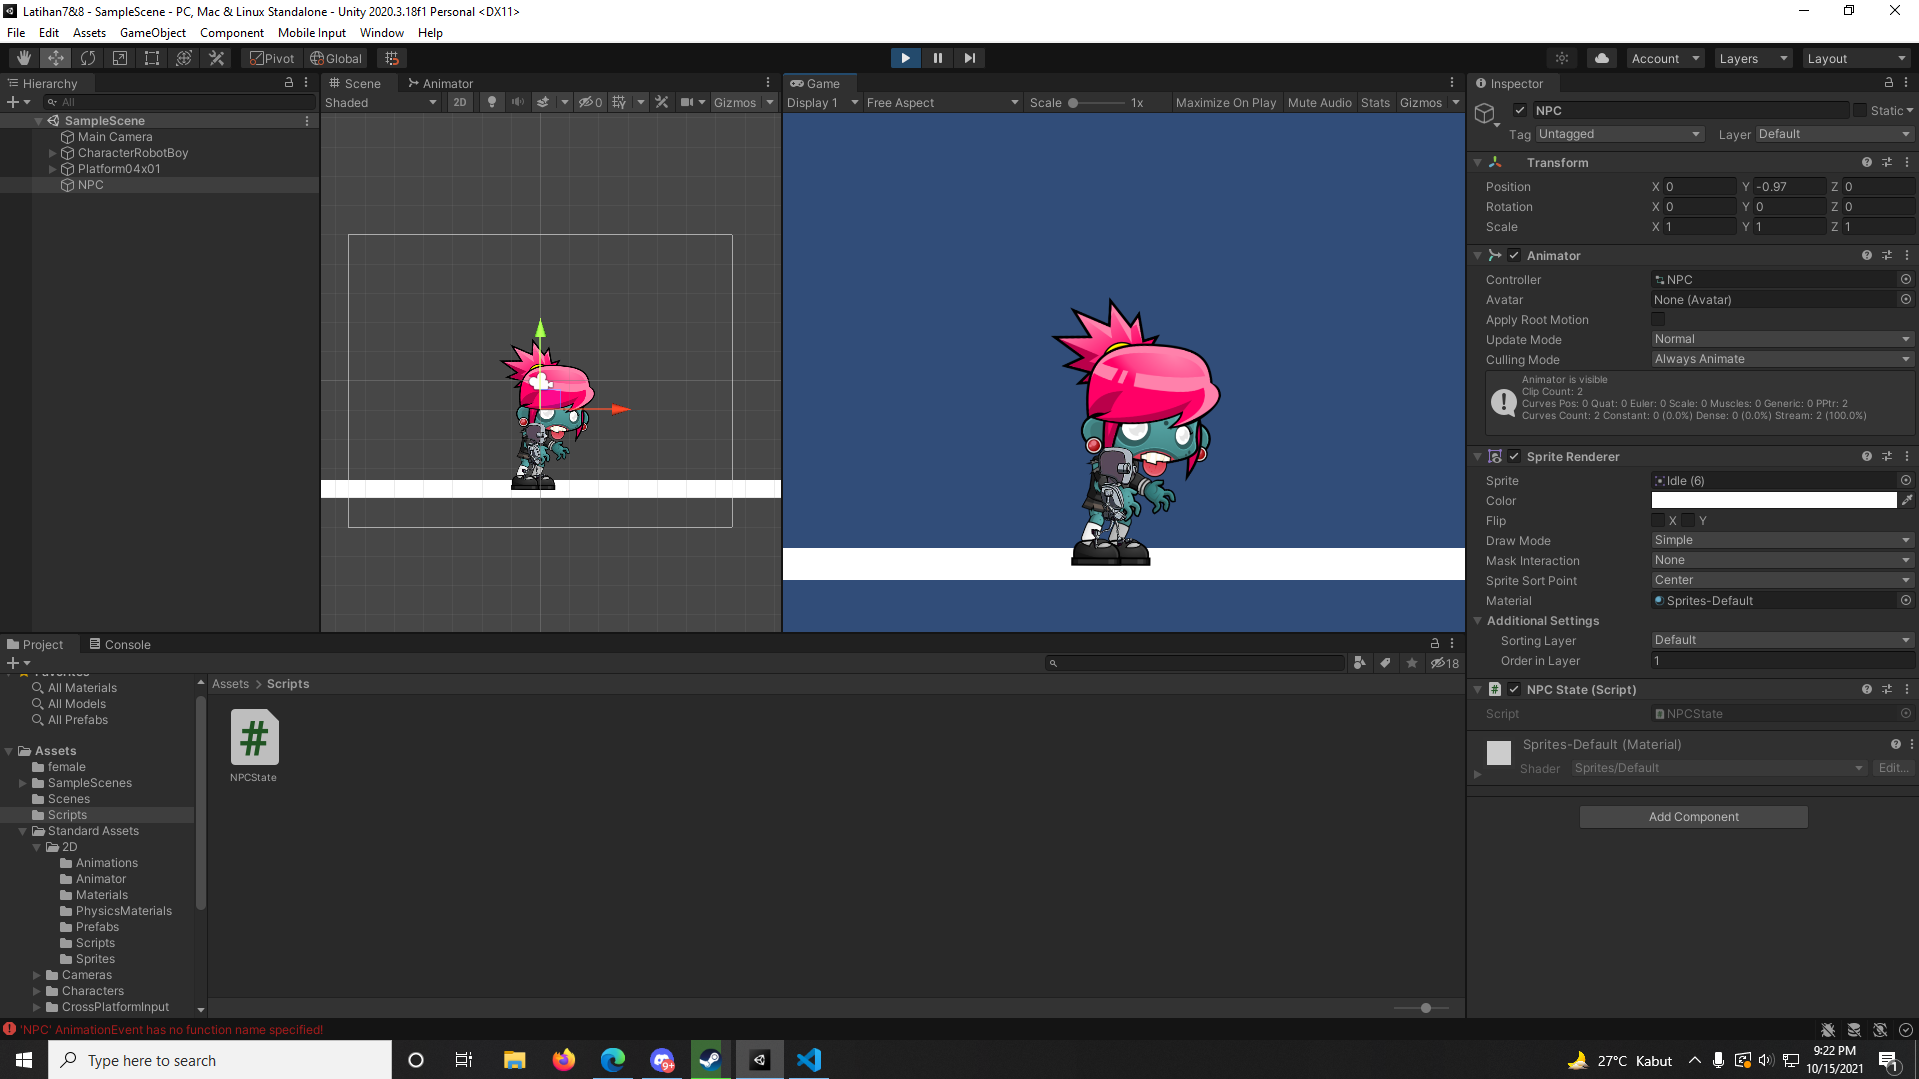 Latihan7&8 - SampleScene - PC, Mac & Linux Standalone - Unity 2020.3.18f1 Personal <DX11>
File Edit Assets GameObject Component Mobile Input Window Help
Pivot Global Account Layers Layout
Hierarchy
All
SampleScene
Main Camera
CharacterRobotBoy
Platform04x01
NPC
Scene Animator
Shaded 2D 0 Gizmos
Game
Display 1 Free Aspect Scale 1x Maximize On Play Mute Audio Stats Gizmos
Inspector
NPC Static
Tag Untagged Layer Default
Transform
Position X 0 Y -0.97 Z 0
Rotation X 0 Y 0 Z 0
Scale X 1 Y 1 Z 1
Animator
Controller NPC
Avatar None (Avatar)
Apply Root Motion
Update Mode Normal
Culling Mode Always Animate
Animator is visible
Clip Count: 2
Curves Pos: 0 Quat: 0 Euler: 0 Scale: 0 Muscles: 0 Generic: 0 PPtr: 2
Curves Count: 2 Constant: 0 (0.0%) Dense: 0 (0.0%) Stream: 2 (100.0%)
Sprite Renderer
Sprite Idle (6)
Color
Flip X Y
Draw Mode Simple
Mask Interaction None
Sprite Sort Point Center
Material Sprites-Default
Additional Settings
Sorting Layer Default
Order in Layer 1
NPC State (Script)
Script NPCState
Sprites-Default (Material)
Shader Sprites/Default Edit...
Add Component
Project Console
18
Favorites
All Materials
All Models
All Prefabs
Assets
female
SampleScenes
Scenes
Scripts
Standard Assets
2D
Animations
Animator
Materials
PhysicsMaterials
Prefabs
Scripts
Sprites
Cameras
Characters
CrossPlatformInput
Assets > Scripts
#
NPCState
'NPC' AnimationEvent has no function name specified!
Type here to search
9+
27°C Kabut
9:22 PM
10/15/2021
1